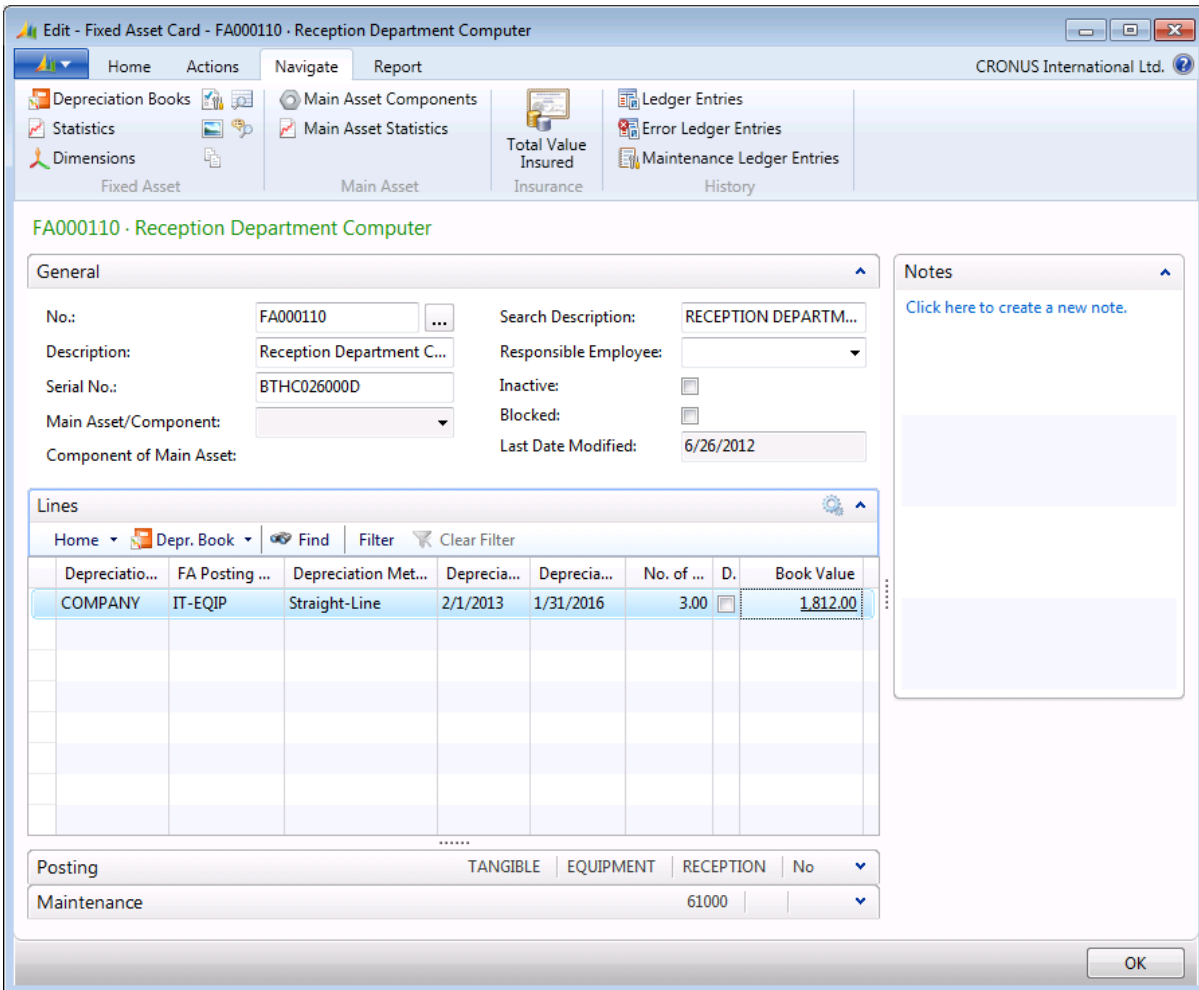 Edit - Fixed Asset Card - FA000110 · Reception Department Computer
Home Actions Navigate Report CRONUS International Ltd.
Depreciation Books
Statistics
Dimensions
Fixed Asset
Main Asset Components
Main Asset Statistics
Main Asset
Total Value
Insured
Insurance
Ledger Entries
Error Ledger Entries
Maintenance Ledger Entries
History
FA000110 · Reception Department Computer
General
No.: FA000110 ...
Description: Reception Department C...
Serial No.: BTHC026000D
Main Asset/Component:
Component of Main Asset:
Search Description: RECEPTION DEPARTM...
Responsible Employee:
Inactive:
Blocked:
Last Date Modified: 6/26/2012
Notes
Click here to create a new note.
Lines
Home Depr. Book Find Filter Clear Filter
Depreciatio... FA Posting ... Depreciation Met... Deprecia... Deprecia... No. of ... D. Book Value
COMPANY IT-EQIP Straight-Line 2/1/2013 1/31/2016 3.00 1,812.00
Posting TANGIBLE EQUIPMENT RECEPTION No
Maintenance 61000
OK